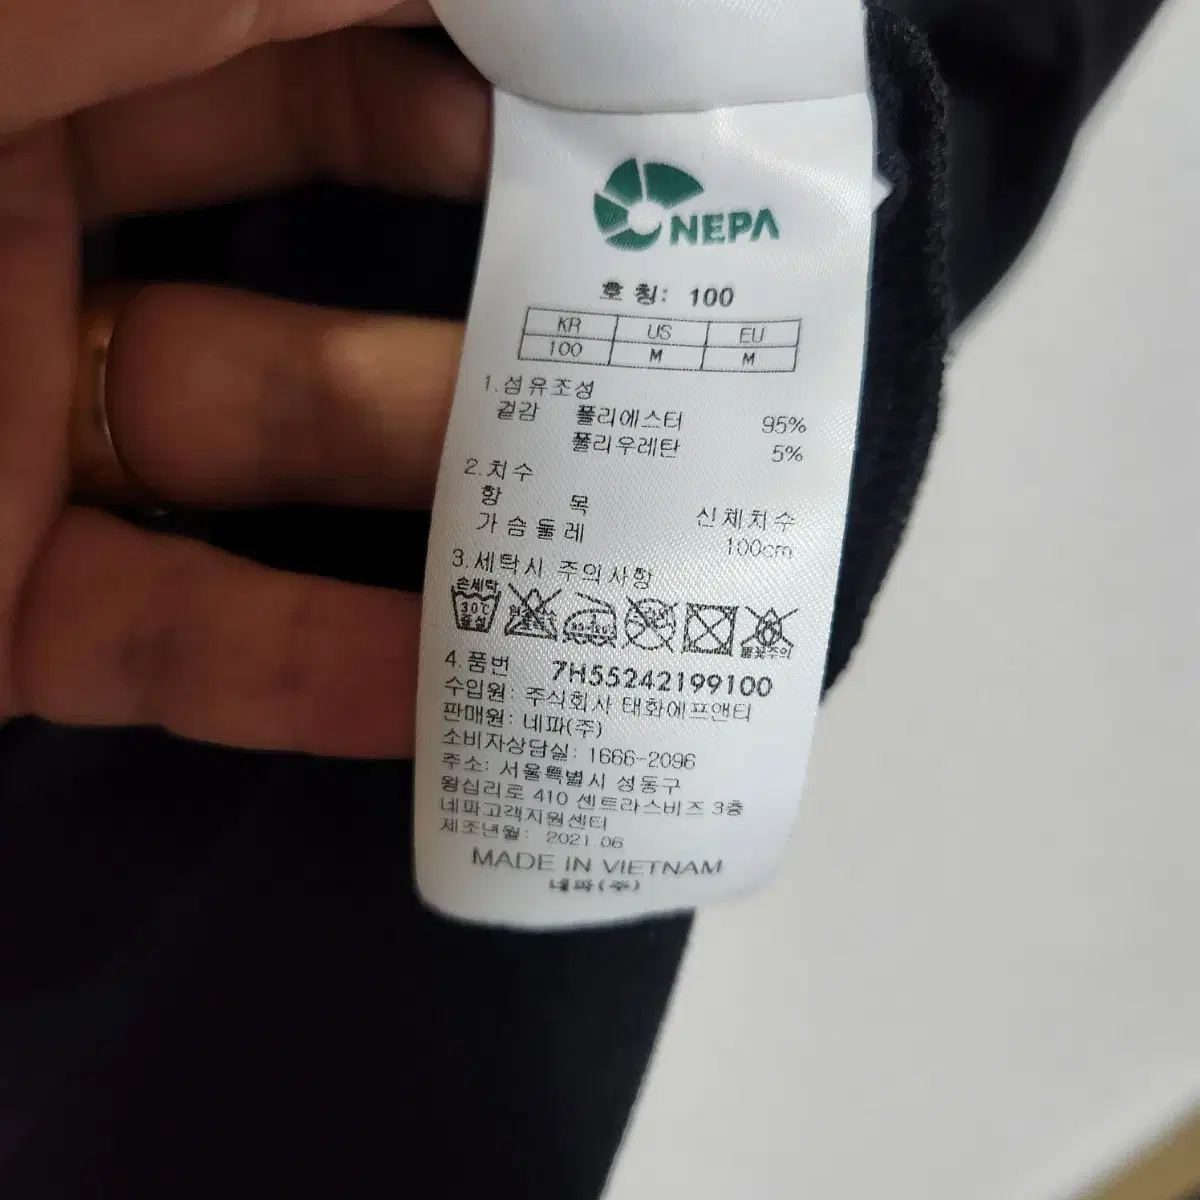 NEPA
호 칭: 100
KR US EU
100 M M
1.섬유조성
겉감 폴리에스터 95%
폴리우레탄 5%
2.치수
항 목 신체치수
가슴둘레 100cm
3.세탁시 주의사항
손세탁
30℃
중성
불꽃주의
4.품번 7H55242199100
수입원: 주식회사 태화에프앤티
판매원: 네파(주)
소비자상담실: 1666-2096
주소: 서울특별시 성동구
왕십리로 410 센트라스비즈 3층
네파고객지원센터
제조년월: 2021.06
MADE IN VIETNAM
네파(주)